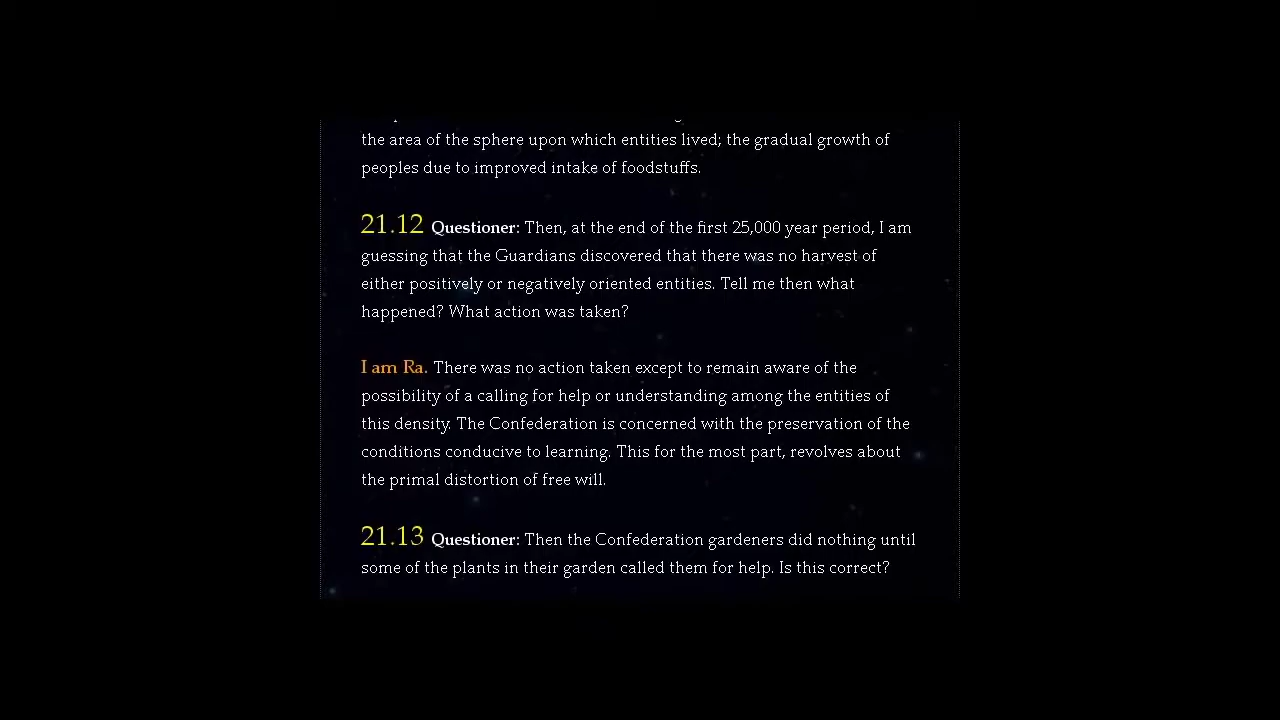 the area of the sphere upon which entities lived; the gradual growth of
peoples due to improved intake of foodstuffs.
21.12 Questioner: Then, at the end of the first 25,000 year period, I am
guessing that the Guardians discovered that there was no harvest of
either positively or negatively oriented entities. Tell me then what
happened? What action was taken?
I am Ra. There was no action taken except to remain aware of the
possibility of a calling for help or understanding among the entities of
this density. The Confederation is concerned with the preservation of the
conditions conducive to learning. This for the most part, revolves about
the primal distortion of free will.
21.13 Questioner: Then the Confederation gardeners did nothing until
some of the plants in their garden called them for help. Is this correct?